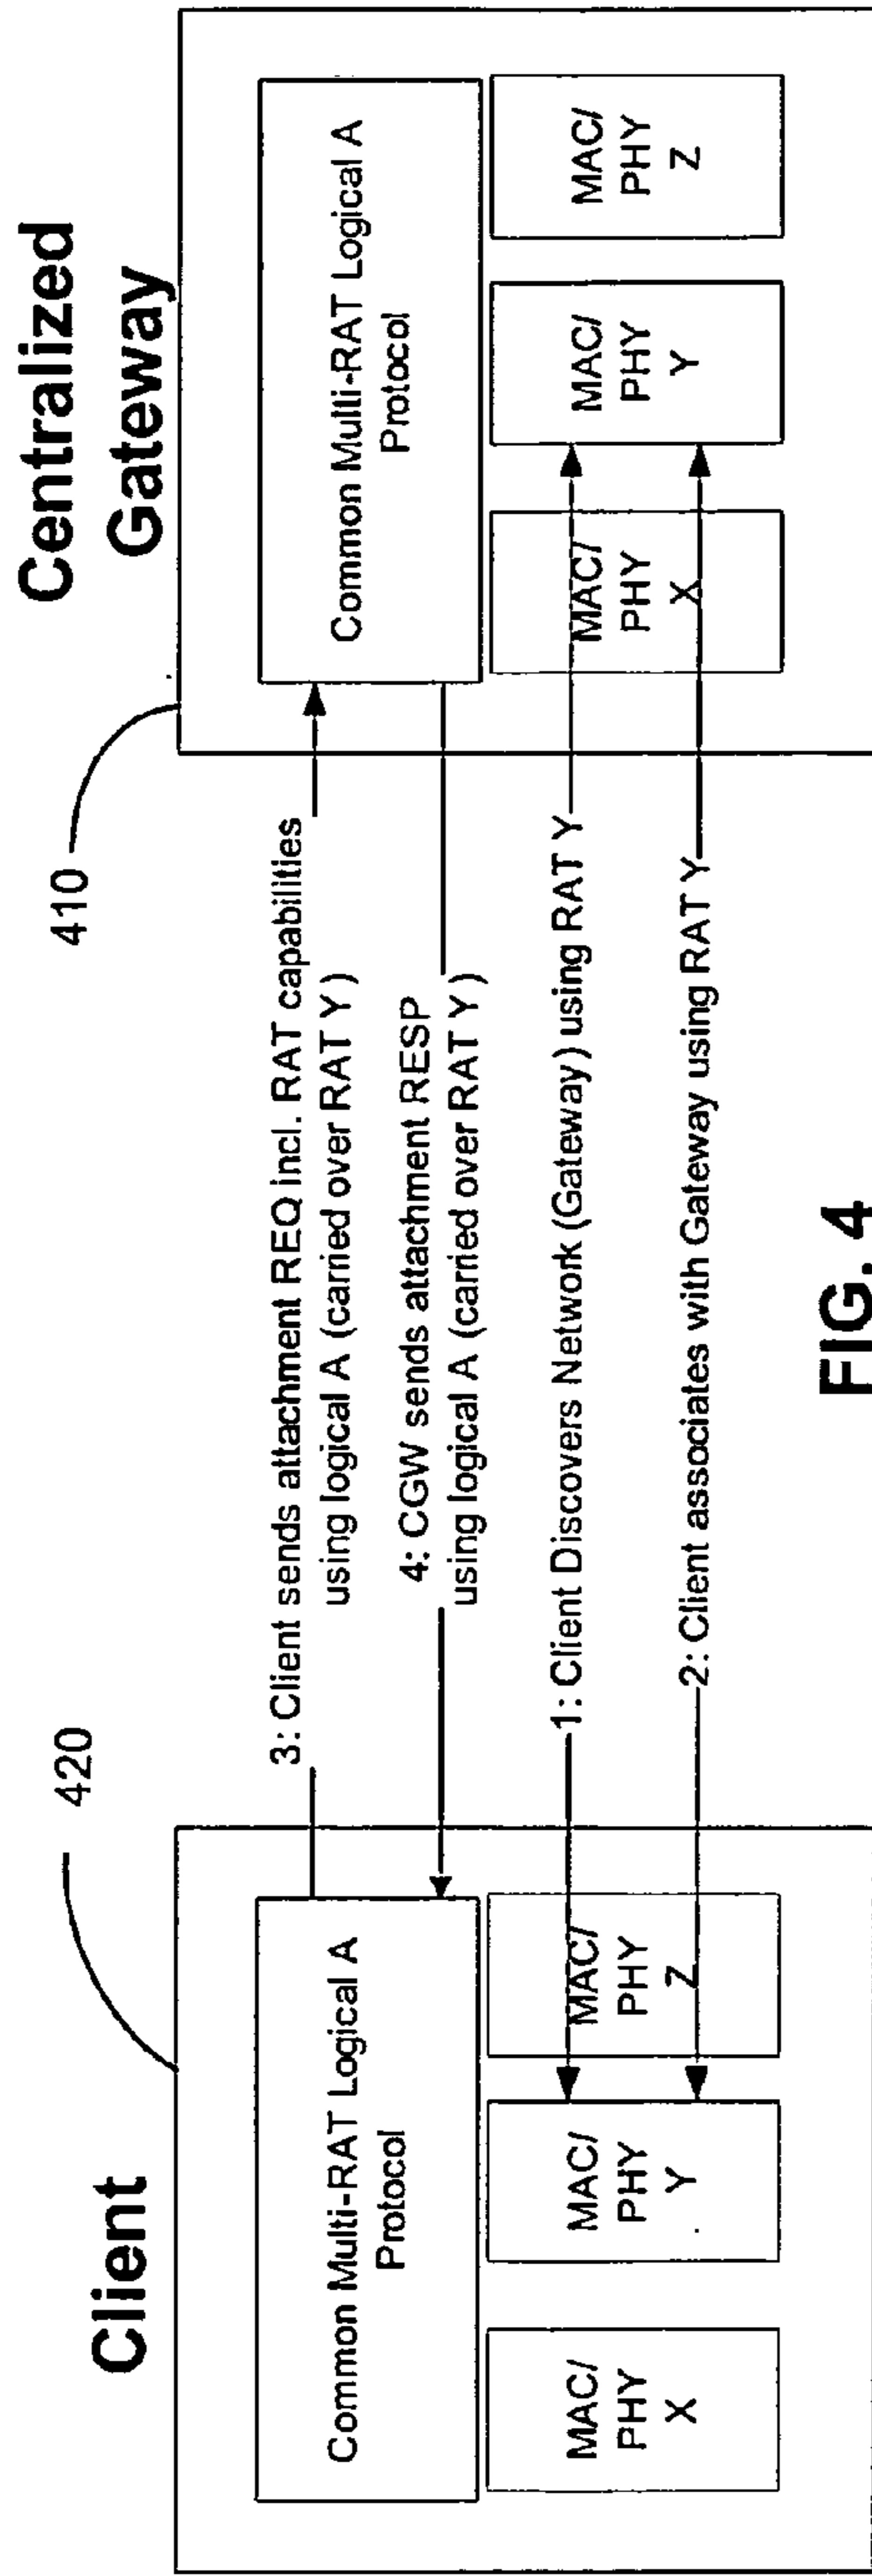 Client
420
Common Multi-RAT Logical A
Protocol
MAC/
PHY
X
MAC/
PHY
Y
MAC/
PHY
Z
3: Client sends attachment REQ incl. RAT capabilities
using logical A (carried over RAT Y)
4: CGW sends attachment RESP
using logical A (carried over RAT Y)
1: Client Discovers Network (Gateway) using RAT Y
2: Client associates with Gateway using RAT Y
Centralized
Gateway
410
Common Multi-RAT Logical A
Protocol
MAC/
PHY
X
MAC/
PHY
Y
MAC/
PHY
Z
FIG. 4